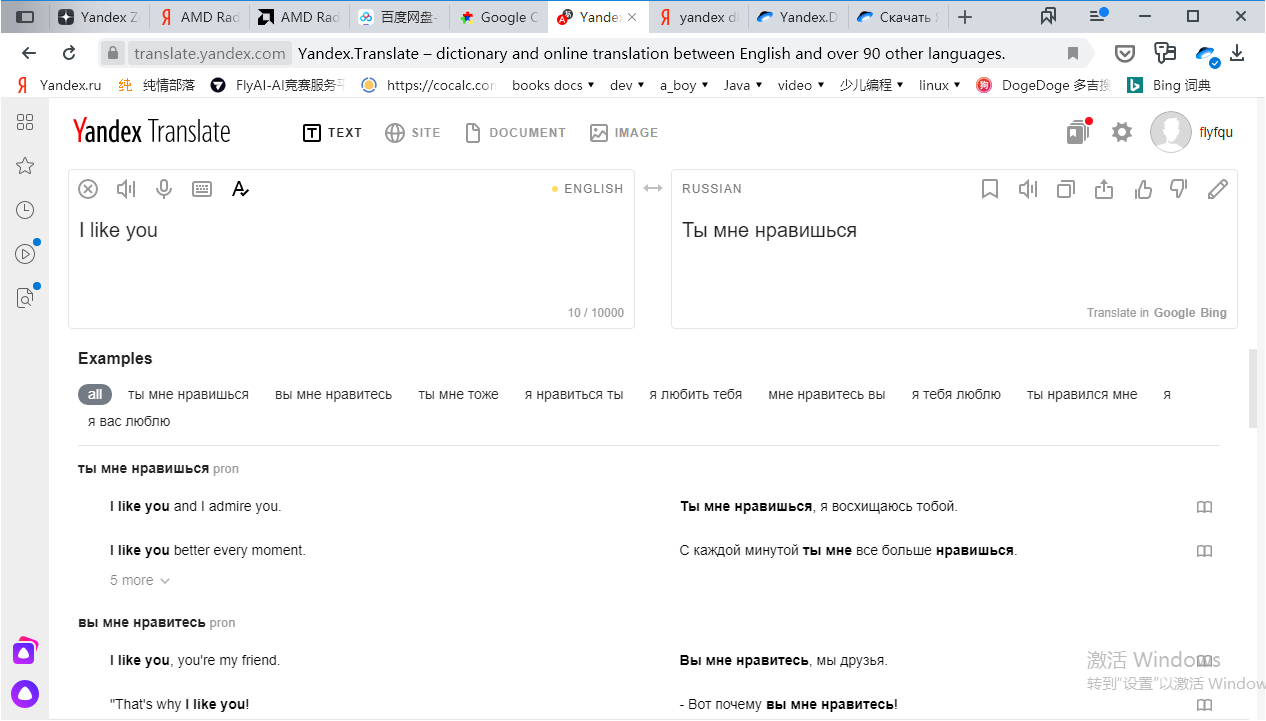 Yandex Z AMD Rad AMD Rad 百度网盘- Google C Yande yandex di Yandex.D Скачать
translate.yandex.com Yandex.Translate – dictionary and online translation between English and over 90 other languages.
Yandex.ru 纯情部落 FlyAI-AI竞赛服务平 https://cocalc.con books docs dev a_boy Java video 少儿编程 linux DogeDoge 多吉搜 Bing 词典
Yandex Translate TEXT SITE DOCUMENT IMAGE flyfqu
ENGLISH RUSSIAN
I like you Ты мне нравишься
10 / 10000 Translate in Google Bing
Examples
all ты мне нравишься вы мне нравитесь ты мне тоже я нравиться ты я любить тебя мне нравитесь вы я тебя люблю ты нравился мне я
я вас люблю
ты мне нравишься pron
I like you and I admire you. Ты мне нравишься, я восхищаюсь тобой.
I like you better every moment. С каждой минутой ты мне все больше нравишься.
5 more
вы мне нравитесь pron
I like you, you're my friend. Вы мне нравитесь, мы друзья.
激活 Windows
转到“设置”以激活 Window
"That's why I like you! - Вот почему вы мне нравитесь!